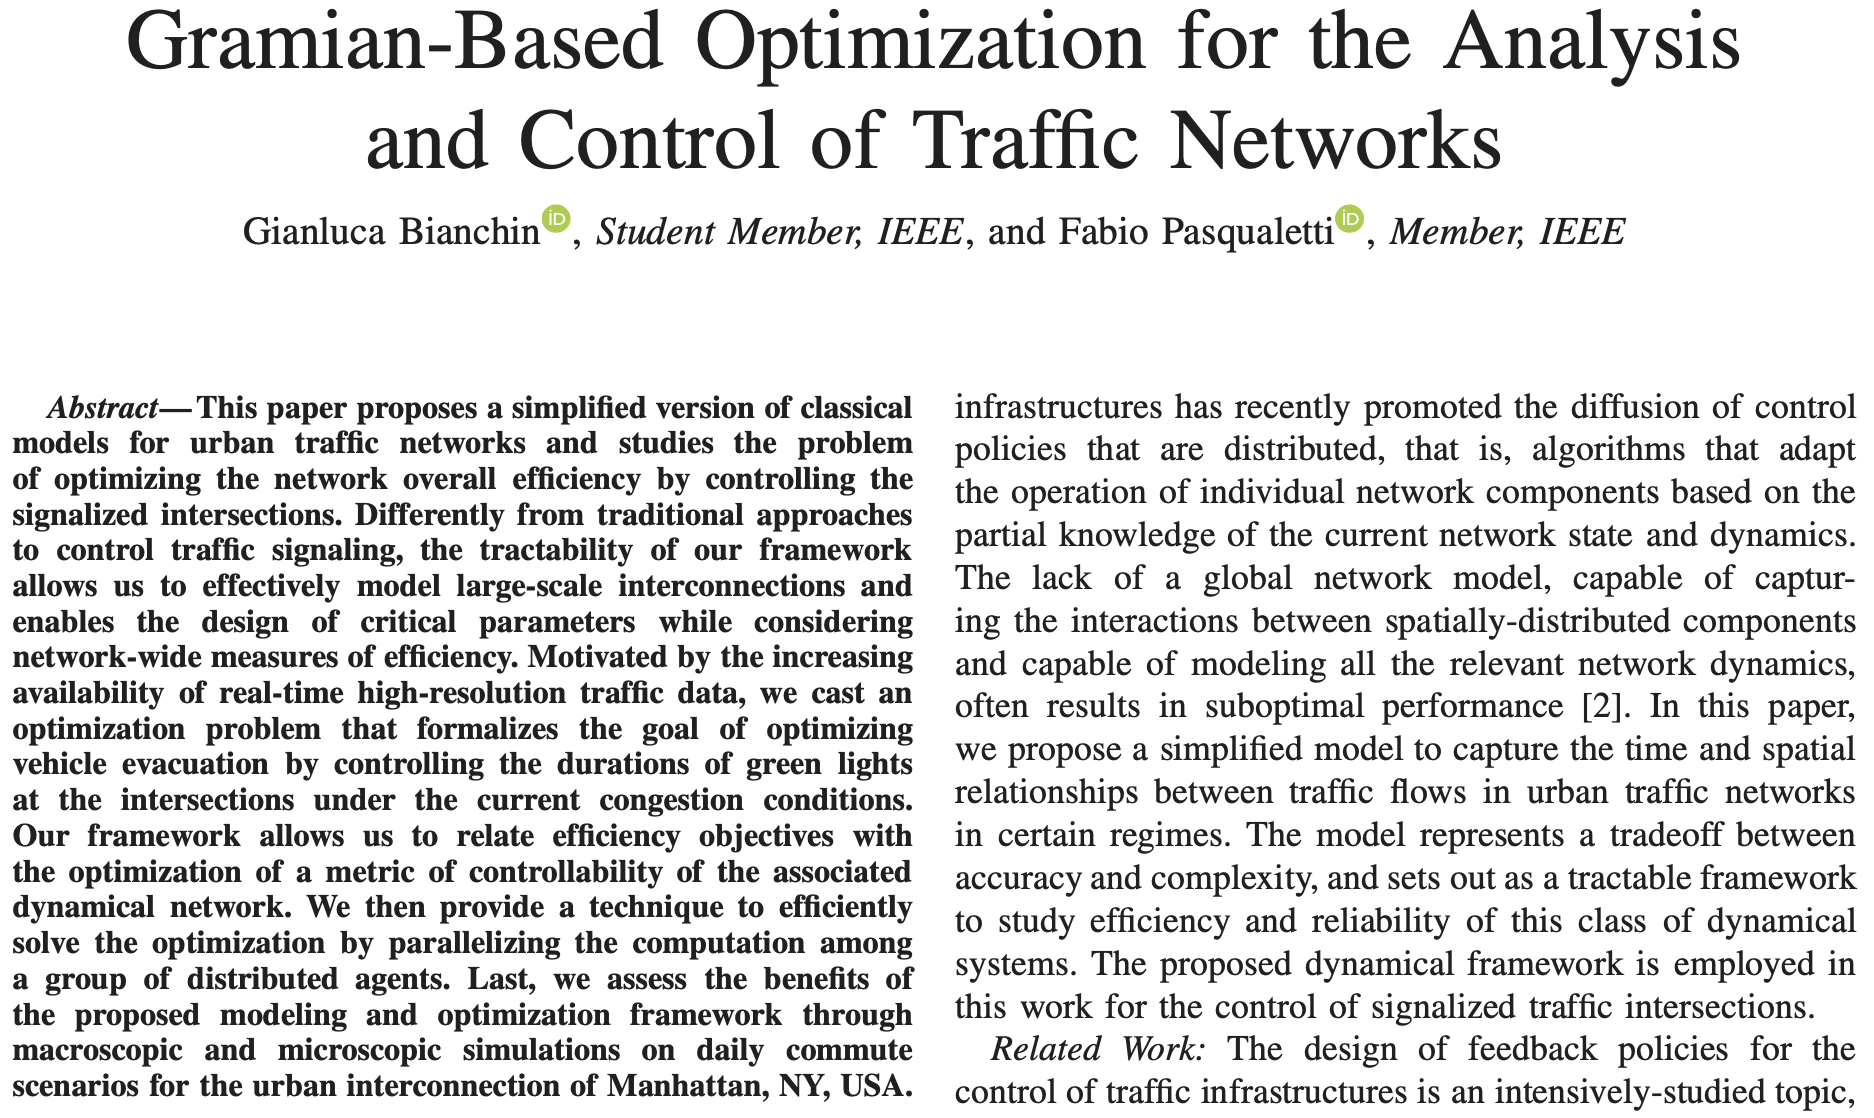 Gramian-Based Optimization for the Analysis
and Control of Traffic Networks
Gianluca Bianchin iD, Student Member, IEEE, and Fabio Pasqualetti iD, Member, IEEE
Abstract—This paper proposes a simplified version of classical
models for urban traffic networks and studies the problem
of optimizing the network overall efficiency by controlling the
signalized intersections. Differently from traditional approaches
to control traffic signaling, the tractability of our framework
allows us to effectively model large-scale interconnections and
enables the design of critical parameters while considering
network-wide measures of efficiency. Motivated by the increasing
availability of real-time high-resolution traffic data, we cast an
optimization problem that formalizes the goal of optimizing
vehicle evacuation by controlling the durations of green lights
at the intersections under the current congestion conditions.
Our framework allows us to relate efficiency objectives with
the optimization of a metric of controllability of the associated
dynamical network. We then provide a technique to efficiently
solve the optimization by parallelizing the computation among
a group of distributed agents. Last, we assess the benefits of
the proposed modeling and optimization framework through
macroscopic and microscopic simulations on daily commute
scenarios for the urban interconnection of Manhattan, NY, USA.
infrastructures has recently promoted the diffusion of control
policies that are distributed, that is, algorithms that adapt
the operation of individual network components based on the
partial knowledge of the current network state and dynamics.
The lack of a global network model, capable of captur-
ing the interactions between spatially-distributed components
and capable of modeling all the relevant network dynamics,
often results in suboptimal performance [2]. In this paper,
we propose a simplified model to capture the time and spatial
relationships between traffic flows in urban traffic networks
in certain regimes. The model represents a tradeoff between
accuracy and complexity, and sets out as a tractable framework
to study efficiency and reliability of this class of dynamical
systems. The proposed dynamical framework is employed in
this work for the control of signalized traffic intersections.
Related Work: The design of feedback policies for the
control of traffic infrastructures is an intensively-studied topic,